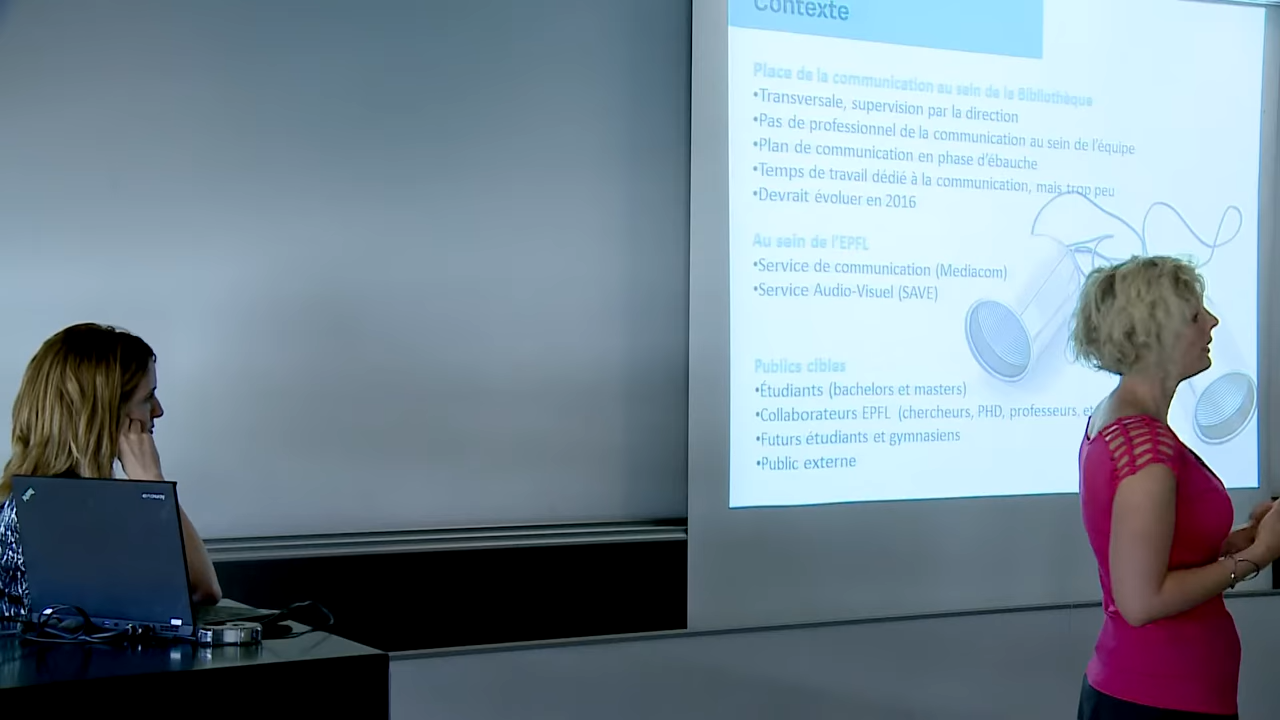 Contexte
Place de la communication au sein de la Bibliothèque
•Transversale, supervision par la direction
•Pas de professionnel de la communication au sein de l'équipe
•Plan de communication en phase d'ébauche
•Temps de travail dédié à la communication, mais trop peu
•Devrait évoluer en 2016
Au sein de l'EPFL
•Service de communication (Mediacom)
•Service Audio-Visuel (SAVE)
Publics cibles
•Étudiants (bachelors et masters)
•Collaborateurs EPFL (chercheurs, PHD, professeurs,
•Futurs étudiants et gymnasiens
•Public externe